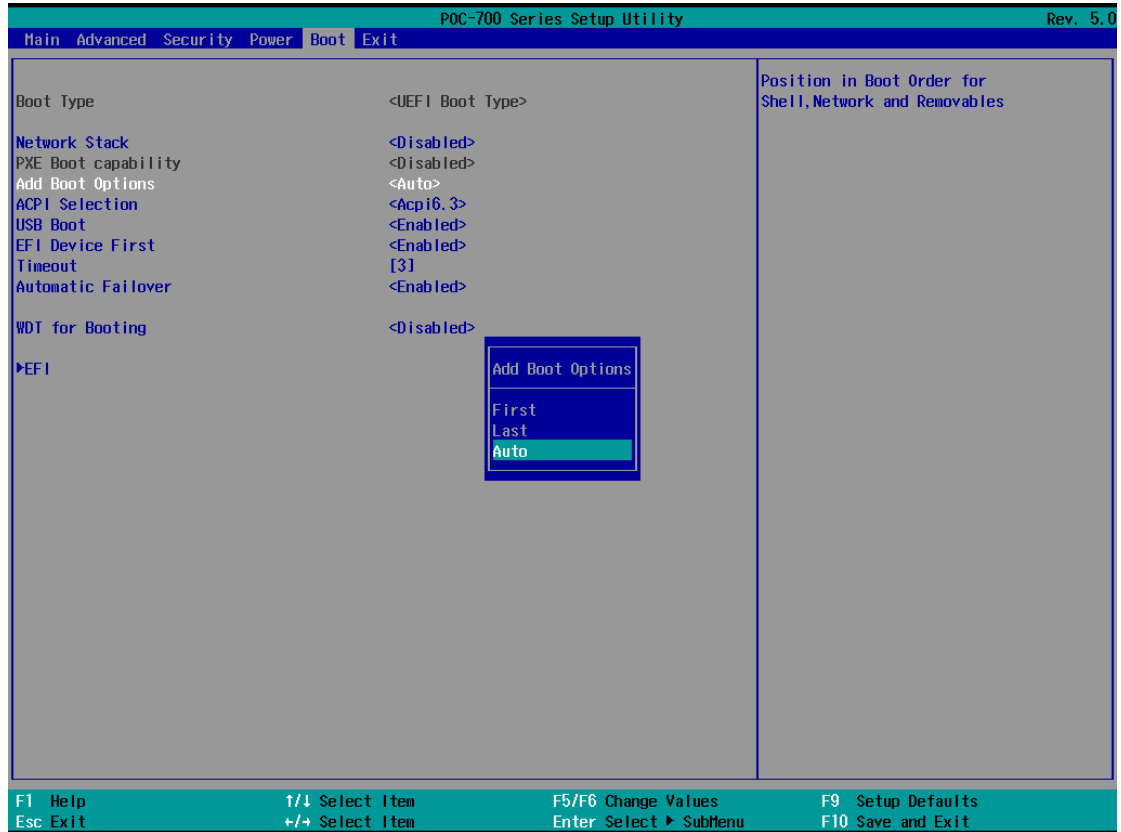 POC-700 Series Setup Utility Rev. 5.0
Main Advanced Security Power Boot Exit
Position in Boot Order for
Shell,Network and Removables
Boot Type <UEFI Boot Type>
Network Stack <Disabled>
PXE Boot capability <Disabled>
Add Boot Options <Auto>
ACPI Selection <Acpi6.3>
USB Boot <Enabled>
EFI Device First <Enabled>
Timeout [3]
Automatic Failover <Enabled>
WDT for Booting <Disabled>
▶EFI
Add Boot Options
First
Last
Auto
F1 Help ↑/↓ Select Item F5/F6 Change Values F9 Setup Defaults
Esc Exit ←/→ Select Item Enter Select ▶ SubMenu F10 Save and Exit